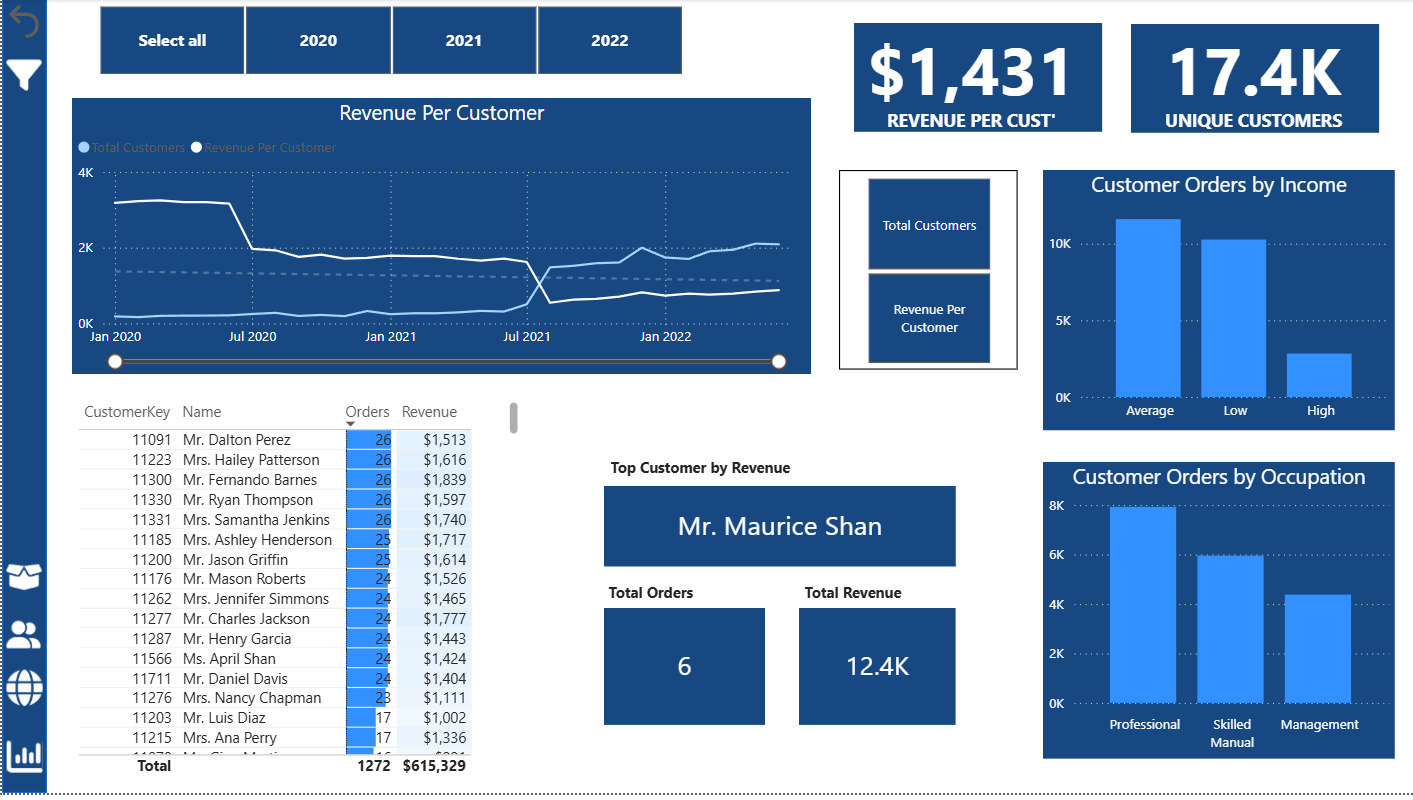 Select all
2020
2021
2022
$1,431
REVENUE PER CUST'
17.4K
UNIQUE CUSTOMERS
Revenue Per Customer
Total Customers
Revenue Per Customer
4K
2K
0K
Jan 2020
Jul 2020
Jan 2021
Jul 2021
Jan 2022
Total Customers
Revenue Per
Customer
Customer Orders by Income
10K
5K
0K
Average
Low
High
CustomerKey Name Orders Revenue
11091 Mr. Dalton Perez 26 $1,513
11223 Mrs. Hailey Patterson 26 $1,616
11300 Mr. Fernando Barnes 26 $1,839
11330 Mr. Ryan Thompson 26 $1,597
11331 Mrs. Samantha Jenkins 26 $1,740
11185 Mrs. Ashley Henderson 25 $1,717
11200 Mr. Jason Griffin 25 $1,614
11176 Mr. Mason Roberts 24 $1,526
11262 Mrs. Jennifer Simmons 24 $1,465
11277 Mr. Charles Jackson 24 $1,777
11287 Mr. Henry Garcia 24 $1,443
11566 Ms. April Shan 24 $1,424
11711 Mr. Daniel Davis 24 $1,404
11276 Mrs. Nancy Chapman 23 $1,111
11203 Mr. Luis Diaz 17 $1,002
11215 Mrs. Ana Perry 17 $1,336
Total 1272 $615,329
Top Customer by Revenue
Mr. Maurice Shan
Total Orders
6
Total Revenue
12.4K
Customer Orders by Occupation
8K
6K
4K
2K
0K
Professional
Skilled
Manual
Management